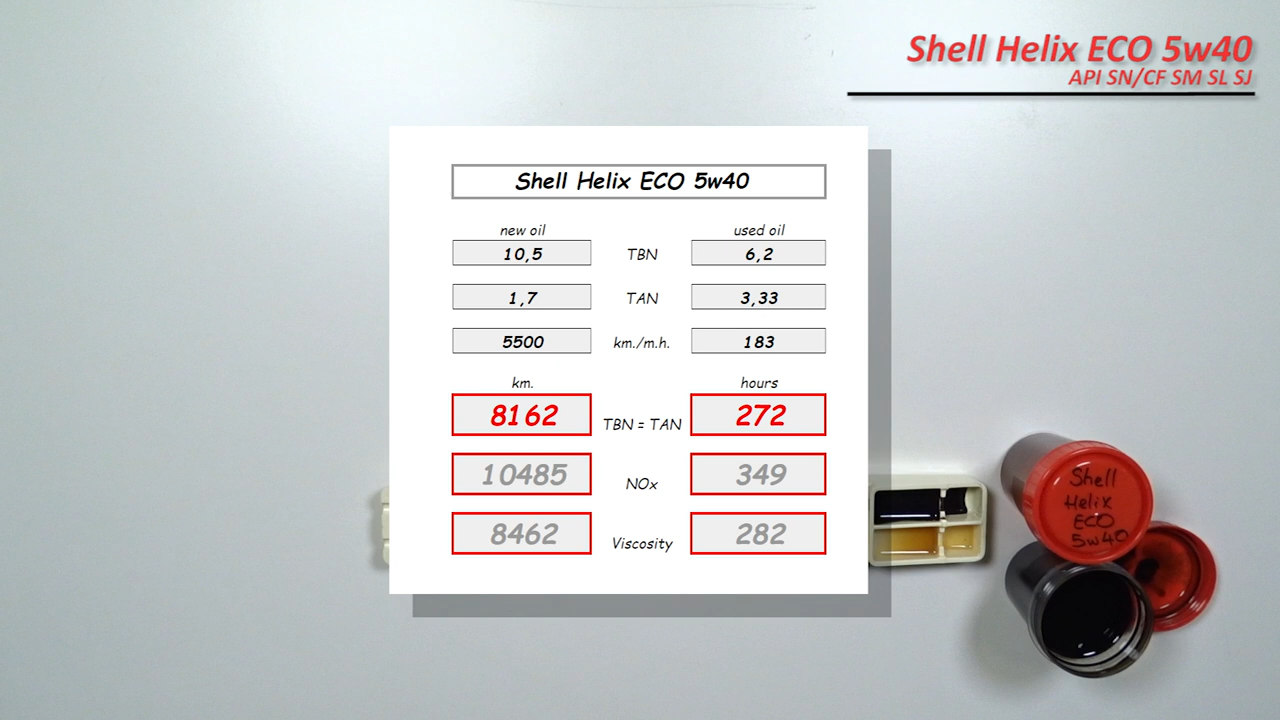 Shell Helix ECO 5w40
API SN/CF SM SL SJ
Shell Helix ECO 5w40
new oil used oil
10,5 TBN 6,2
1,7 TAN 3,33
5500 km./m.h. 183
km. hours
8162 TBN = TAN 272
10485 NOx 349
8462 Viscosity 282
Shell
Helix
ECO
5w40